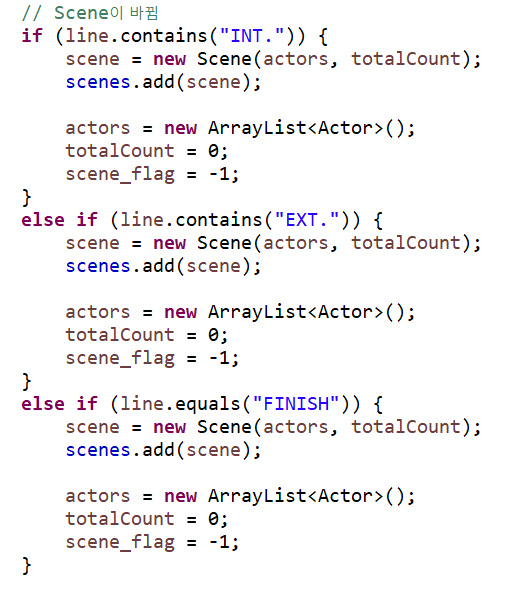 // Scene이 바뀜
if (line.contains("INT.")) {
    scene = new Scene(actors, totalCount);
    scenes.add(scene);

    actors = new ArrayList<Actor>();
    totalCount = 0;
    scene_flag = -1;
}
else if (line.contains("EXT.")) {
    scene = new Scene(actors, totalCount);
    scenes.add(scene);

    actors = new ArrayList<Actor>();
    totalCount = 0;
    scene_flag = -1;
}
else if (line.equals("FINISH")) {
    scene = new Scene(actors, totalCount);
    scenes.add(scene);

    actors = new ArrayList<Actor>();
    totalCount = 0;
    scene_flag = -1;
}